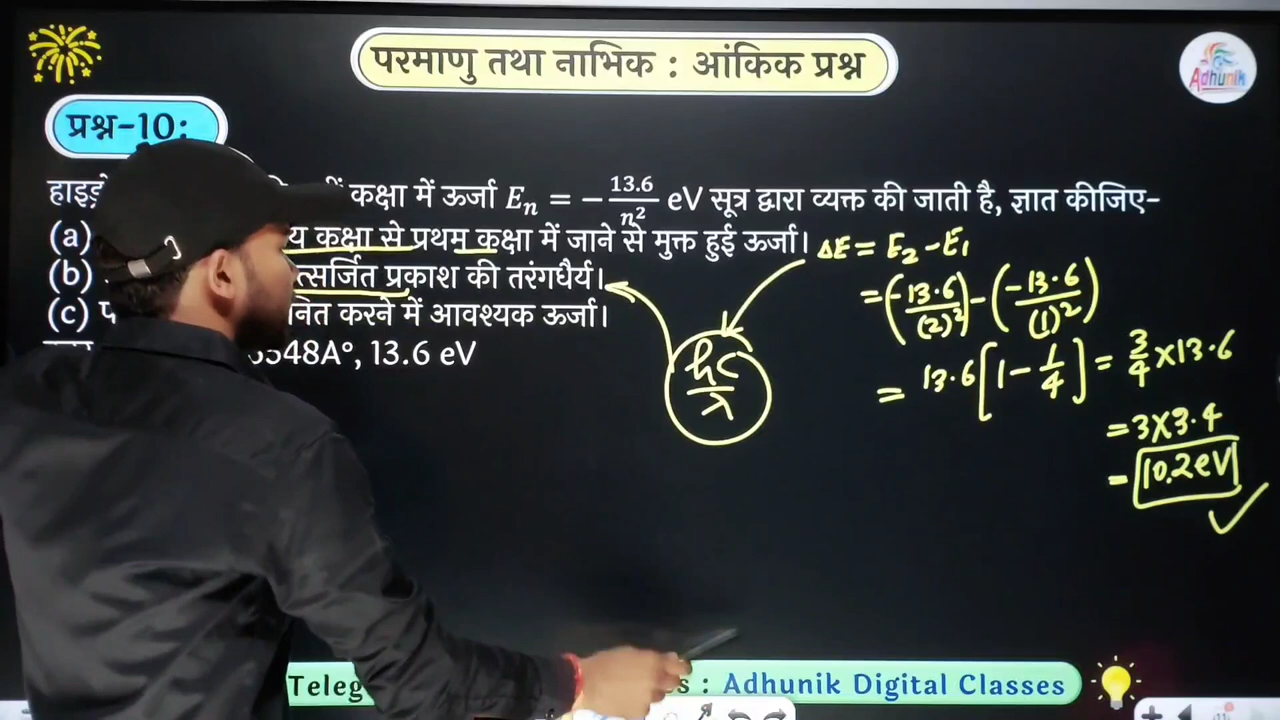 परमाणु तथा नाभिक : आंकिक प्रश्न
Adhunik
प्रश्न-10:
कक्षा में ऊर्जा Eₙ = −13.6/n² eV सूत्र द्वारा व्यक्त की जाती है, ज्ञात कीजिए-
(a) कक्षा से प्रथम कक्षा में जाने से मुक्त हुई ऊर्जा।
(b) प्रकाश की तरंगधैर्य।
(c) करने में आवश्यक ऊर्जा।
548A°, 13.6 eV
hc/λ
ΔE = E₂ - E₁
= (-13.6/(2)²) - (-13.6/(1)²)
= 13.6[1 - 1/4] = 3/4 × 13.6
= 3×3.4
= 10.2eV
: Adhunik Digital Classes